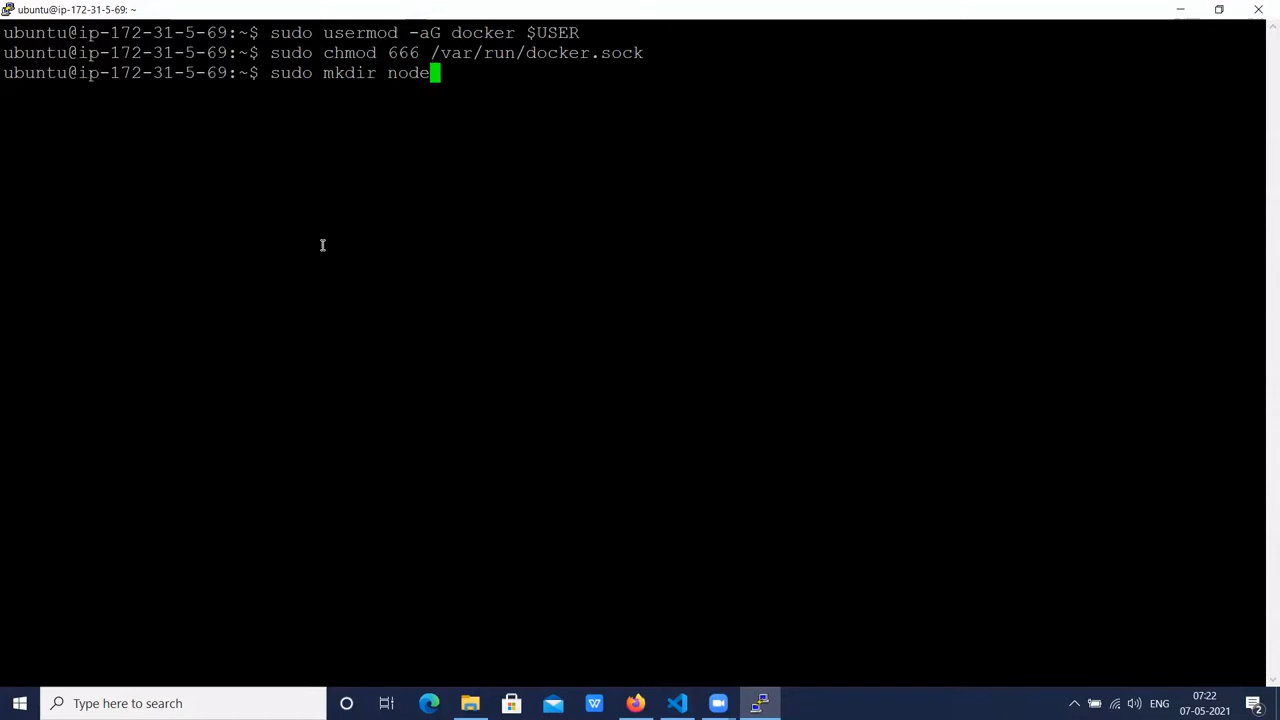 ubuntu@ip-172-31-5-69: ~
ubuntu@ip-172-31-5-69:~$ sudo usermod -aG docker $USER
ubuntu@ip-172-31-5-69:~$ sudo chmod 666 /var/run/docker.sock
ubuntu@ip-172-31-5-69:~$ sudo mkdir node
Type here to search
W
ENG
07:22
07-05-2021
2